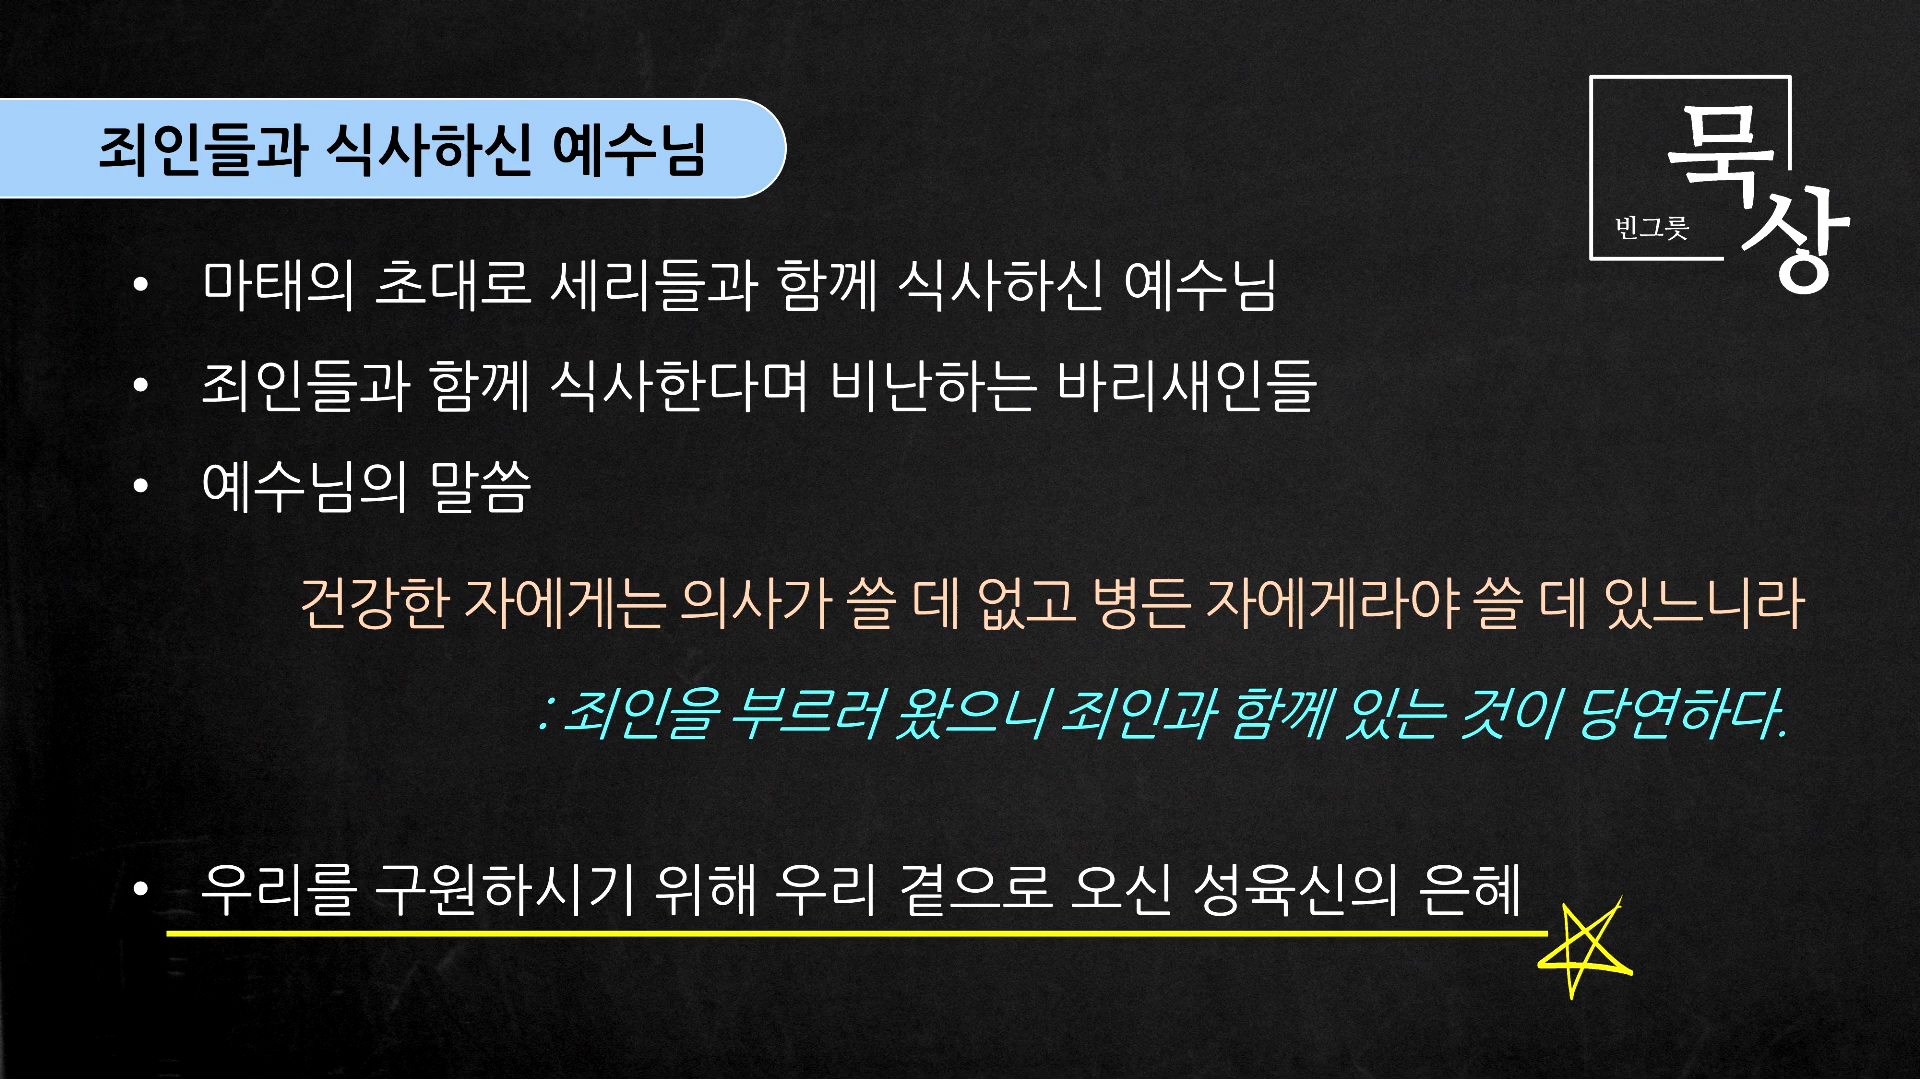 죄인들과 식사하신 예수님
묵상
빈그릇
• 마태의 초대로 세리들과 함께 식사하신 예수님
• 죄인들과 함께 식사한다며 비난하는 바리새인들
• 예수님의 말씀
건강한 자에게는 의사가 쓸 데 없고 병든 자에게라야 쓸 데 있느니라
: 죄인을 부르러 왔으니 죄인과 함께 있는 것이 당연하다.
• 우리를 구원하시기 위해 우리 곁으로 오신 성육신의 은혜